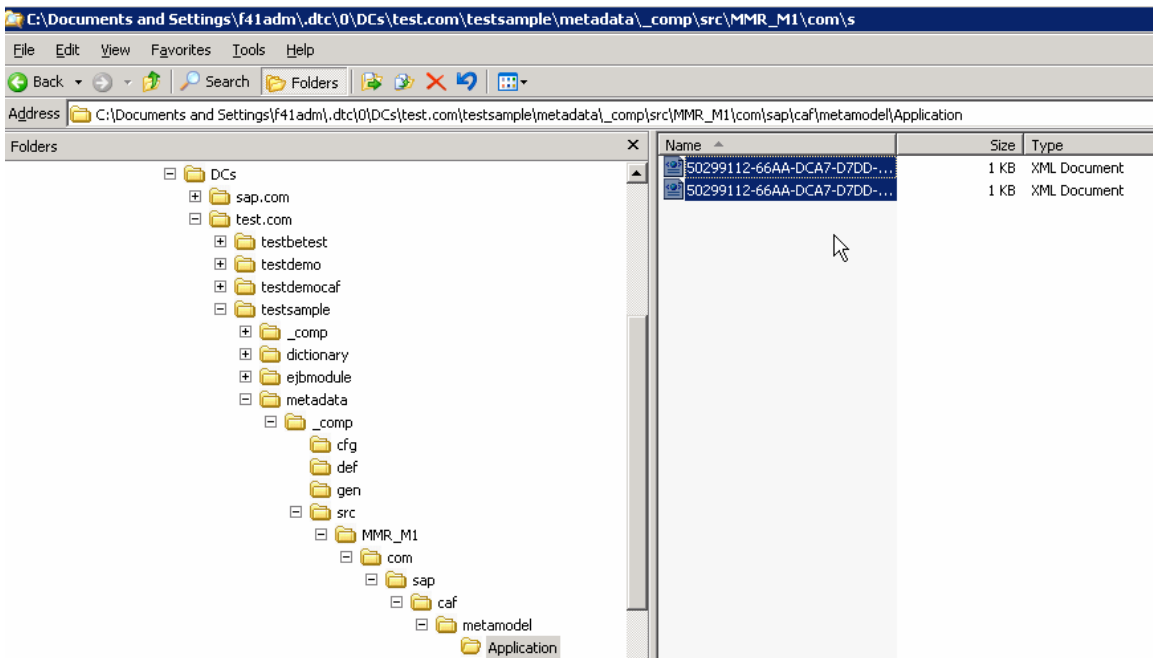 C:\Documents and Settings\f41adm\.dtc\0\DCs\test.com\testsample\metadata\_comp\src\MMR_M1\com\s
File Edit View Favorites Tools Help
Back Search Folders
Address C:\Documents and Settings\f41adm\.dtc\0\DCs\test.com\testsample\metadata\_comp\src\MMR_M1\com\sap\caf\metamodel\Application
Folders x Name Size Type
50299112-66AA-DCA7-D7DD-... 1 KB XML Document
50299112-66AA-DCA7-D7DD-... 1 KB XML Document
DCs
sap.com
test.com
testbetest
testdemo
testdemocaf
testsample
_comp
dictionary
ejbmodule
metadata
_comp
cfg
def
gen
src
MMR_M1
com
sap
caf
metamodel
Application